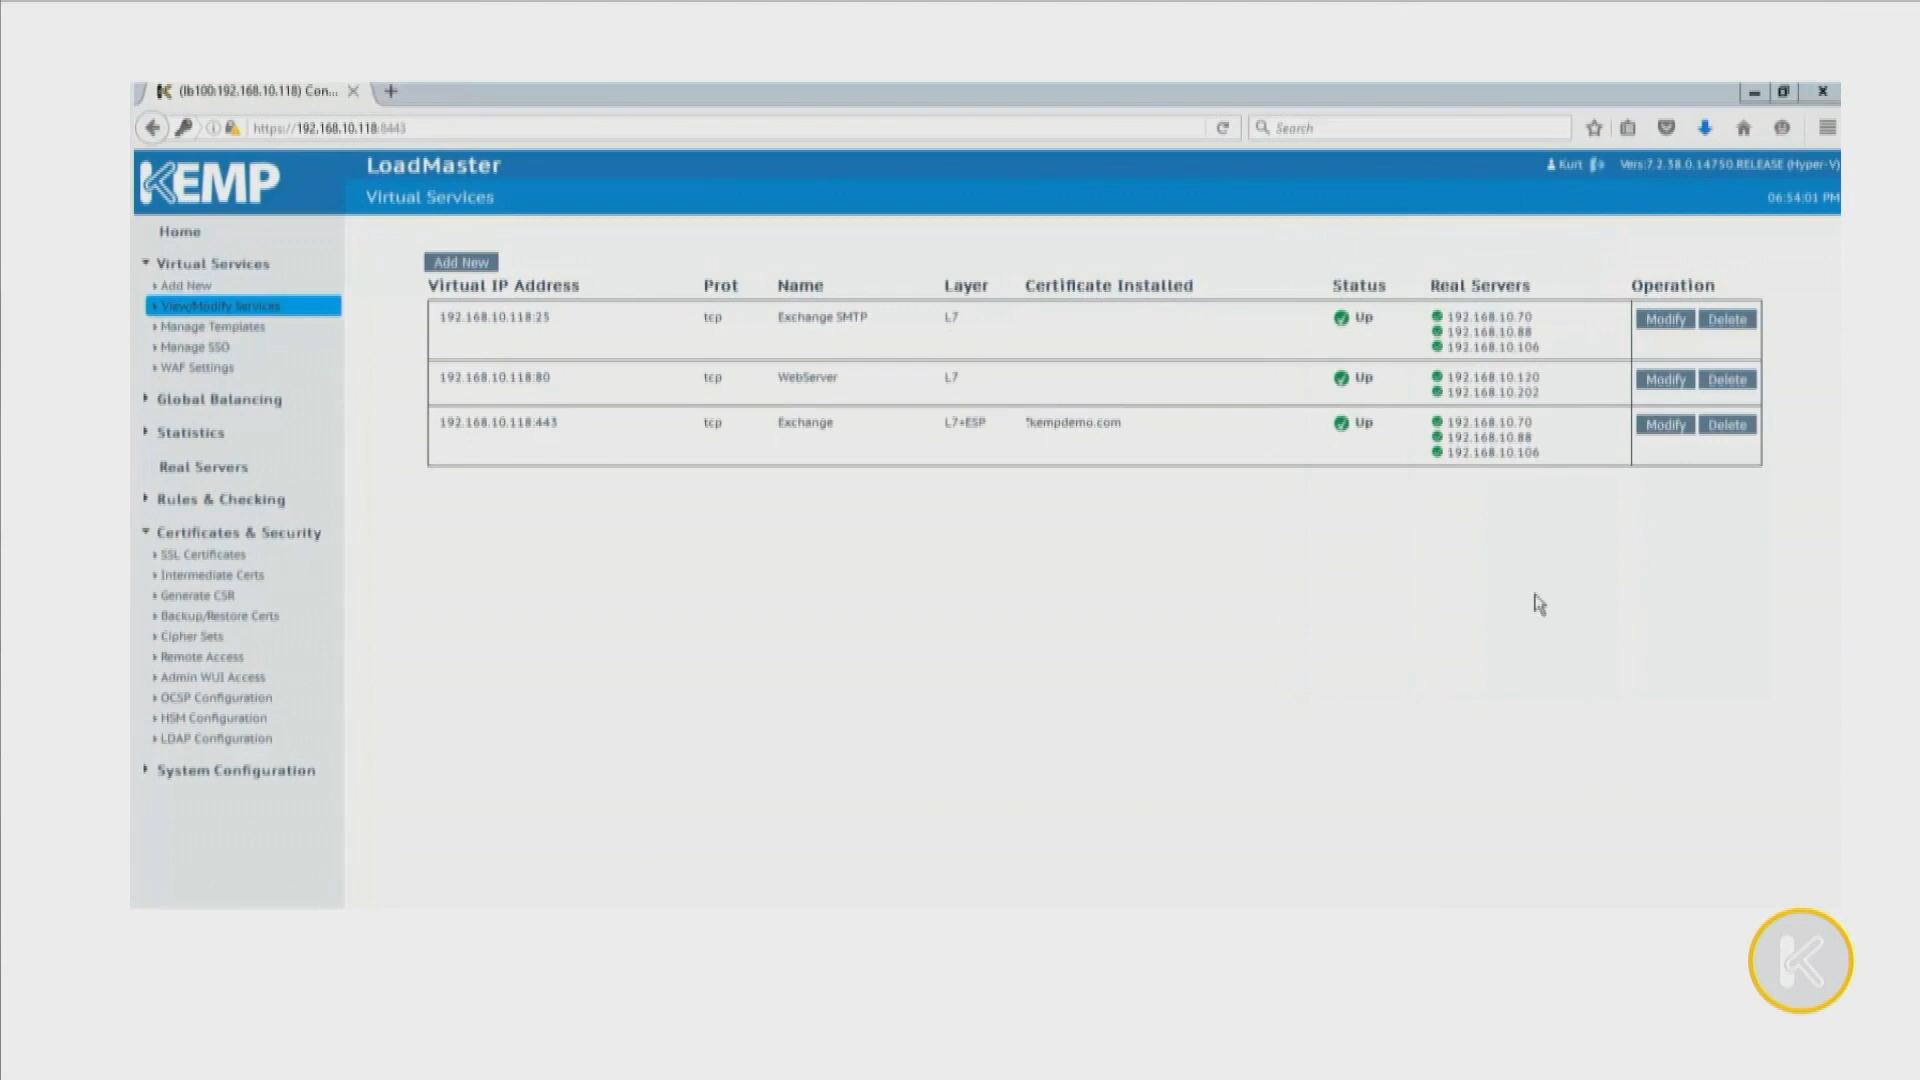 (lb100:192.168.10.118) Con...
https://192.168.10.118:8443
Search
KEMP
LoadMaster
Kurt
Vers:7.2.38.0.14750.RELEASE (Hyper-V)
Virtual Services
06:54:01 PM
Home
Virtual Services
Add New
View/Modify Services
Manage Templates
Manage SSO
WAF Settings
Global Balancing
Statistics
Real Servers
Rules & Checking
Certificates & Security
SSL Certificates
Intermediate Certs
Generate CSR
Backup/Restore Certs
Cipher Sets
Remote Access
Admin WUI Access
OCSP Configuration
HSM Configuration
LDAP Configuration
System Configuration
Add New
Virtual IP Address Prot Name Layer Certificate Installed Status Real Servers Operation
192.168.10.118:25 tcp Exchange SMTP L7 Up 192.168.10.70 Modify Delete
192.168.10.88
192.168.10.106
192.168.10.118:80 tcp WebServer L7 Up 192.168.10.120 Modify Delete
192.168.10.202
192.168.10.118:443 tcp Exchange L7+ESP *kempdemo.com Up 192.168.10.70 Modify Delete
192.168.10.88
192.168.10.106
K